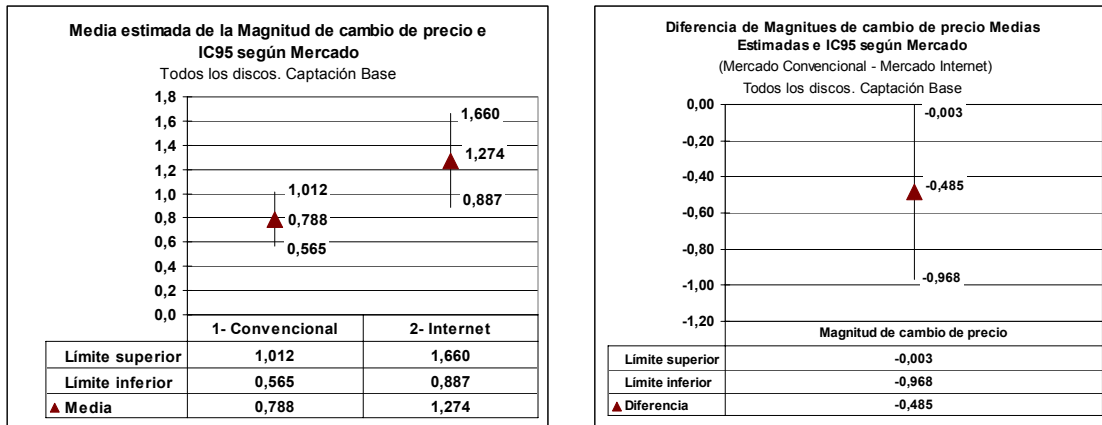 Media estimada de la Magnitud de cambio de precio e
IC95 según Mercado
Todos los discos. Captación Base
1,8
1,6
1,4
1,2
1,0
0,8
0,6
0,4
0,2
0,0
1,012
0,788
0,565
1,660
1,274
0,887
1- Convencional 2- Internet
Límite superior 1,012 1,660
Límite inferior 0,565 0,887
Media 0,788 1,274
Diferencia de Magnitues de cambio de precio Medias
Estimadas e IC95 según Mercado
(Mercado Convencional - Mercado Internet)
Todos los discos. Captación Base
0,00
-0,20
-0,40
-0,60
-0,80
-1,00
-1,20
-0,003
-0,485
-0,968
Magnitud de cambio de precio
Límite superior -0,003
Límite inferior -0,968
Diferencia -0,485